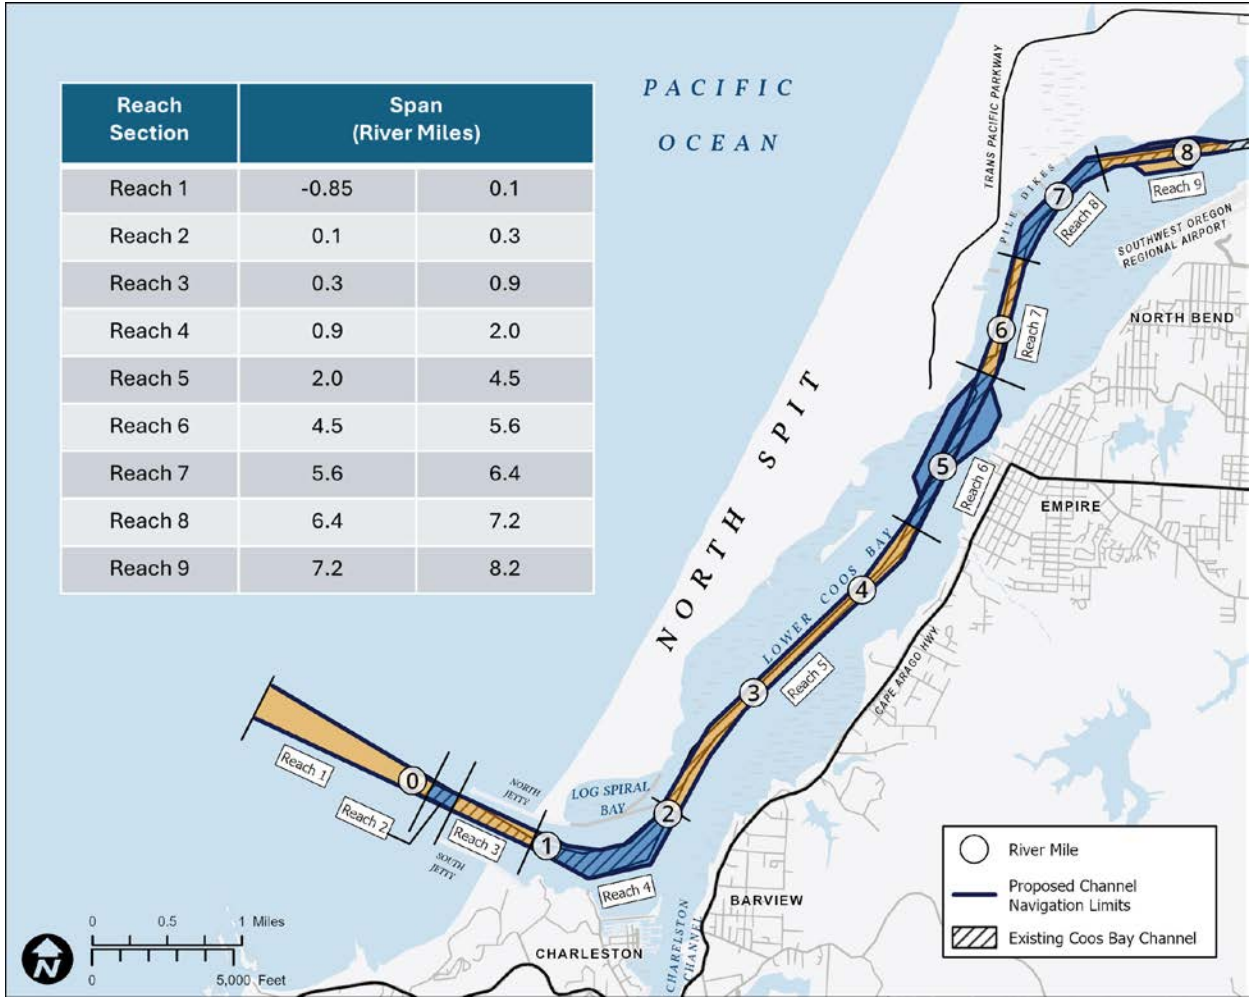 PACIFIC
OCEAN
Reach Section | Span (River Miles)
Reach 1 | -0.85 | 0.1
Reach 2 | 0.1 | 0.3
Reach 3 | 0.3 | 0.9
Reach 4 | 0.9 | 2.0
Reach 5 | 2.0 | 4.5
Reach 6 | 4.5 | 5.6
Reach 7 | 5.6 | 6.4
Reach 8 | 6.4 | 7.2
Reach 9 | 7.2 | 8.2
TRANS PACIFIC PARKWAY
PILE DIKES
8
Reach 9
7
Reach 8
SOUTHWEST OREGON
REGIONAL AIRPORT
NORTH BEND
6
Reach 7
NORTH SPIT
5
Reach 6
EMPIRE
LOWER COOS BAY
4
CAPE ARAGO HWY
3
Reach 5
0
Reach 1
Reach 2
NORTH
JETTY
LOG SPIRAL
BAY
2
Reach 3
1
SOUTH
JETTY
Reach 4
BARVIEW
CHARLESTON
CHARELSTON
CHANNEL
0 0.5 1 Miles
0 5,000 Feet
N
River Mile
Proposed Channel
Navigation Limits
Existing Coos Bay Channel